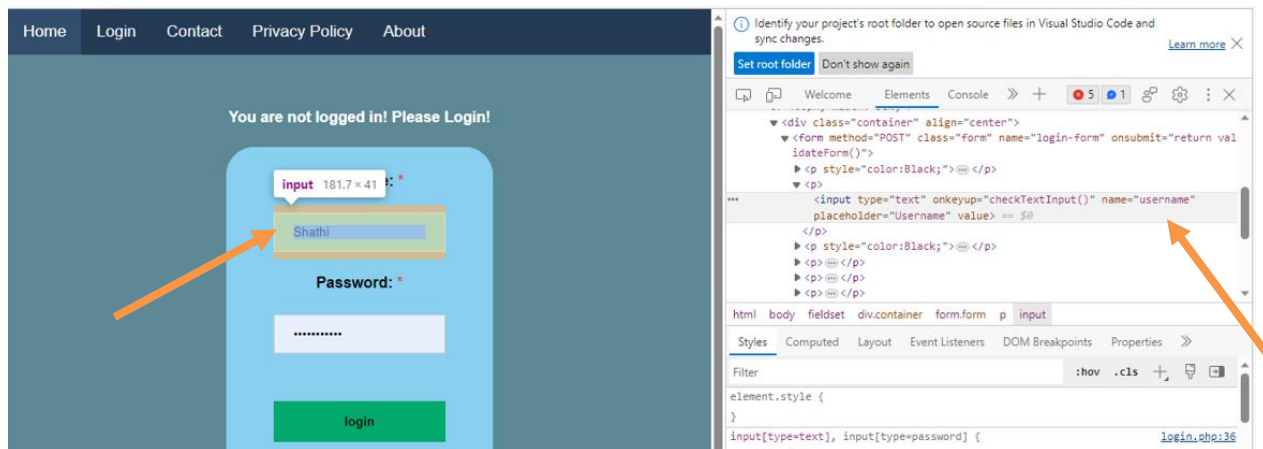 Home Login Contact Privacy Policy About
You are not logged in! Please Login!
input 181.7 × 41 e: *
Shathi
Password: *
•••••••••••
login
Identify your project's root folder to open source files in Visual Studio Code and
sync changes.
Learn more
Set root folder Don't show again
Welcome Elements Console » + 5 1
▼ <div class="container" align="center">
▼ <form method="POST" class="form" name="login-form" onsubmit="return val
idateForm()">
▶ <p style="color:Black;">…</p>
▼ <p>
… <input type="text" onkeyup="checkTextInput()" name="username"
placeholder="Username" value> == $0
</p>
▶ <p style="color:Black;">…</p>
▶ <p>…</p>
▶ <p>…</p>
▶ <p>…</p>
html body fieldset div.container form.form p input
Styles Computed Layout Event Listeners DOM Breakpoints Properties »
Filter :hov .cls +
element.style {
}
input[type=text], input[type=password] { login.php:36